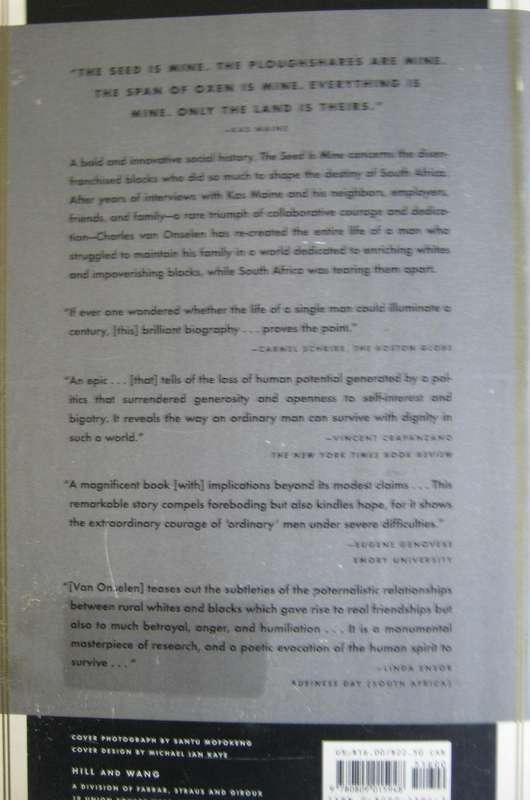 "THE SEED IS MINE. THE PLOUGHSHARES ARE MINE.
THE SPAN OF OXEN IS MINE. EVERYTHING IS
MINE. ONLY THE LAND IS THEIRS."
—KAS MAINE
A bold and innovative social history, The Seed is Mine concerns the disen-
franchised blacks who did so much to shape the destiny of South Africa.
After years of interviews with Kas Maine and his neighbors, employers,
friends, and family—a rare triumph of collaborative courage and dedica-
tion—Charles van Onselen has re-created the entire life of a man who
struggled to maintain his family in a world dedicated to enriching whites
and impoverishing blacks, while South Africa was tearing them apart.
"If ever one wondered whether the life of a single man could illuminate a
century, [this] brilliant biography . . . proves the point."
THE BOSTON GLOBE
"An epic . . . [that] tells of the loss of human potential generated by a pol-
itics that surrendered generosity and openness to self-interest and
bigotry. It reveals the way an ordinary man can survive with dignity in
such a world."
—VINCENT CRAPANZANO
THE NEW YORK TIMES BOOK REVIEW
"A magnificent book [with] implications beyond its modest claims . . . This
remarkable story compels foreboding but also kindles hope, for it shows
the extraordinary courage of 'ordinary' men under severe difficulties."
—EUGENE GENOVESE
EMORY UNIVERSITY
"[Van Onselen] teases out the subtleties of the paternalistic relationships
between rural whites and blacks which gave rise to real friendships but
also to much betrayal, anger, and humiliation . . . It is a monumental
masterpiece of research, and a poetic evocation of the human spirit to
survive . . ."
—LINDA ENSOR
BUSINESS DAY (SOUTH AFRICA)
COVER PHOTOGRAPH BY SANTU MOFOKENG
COVER DESIGN BY MICHAEL IAN KAYE
HILL AND WANG
A DIVISION OF FARRAR, STRAUS AND GIROUX
US/$16.00/$22.50 CAN
51600
9 780809 015948